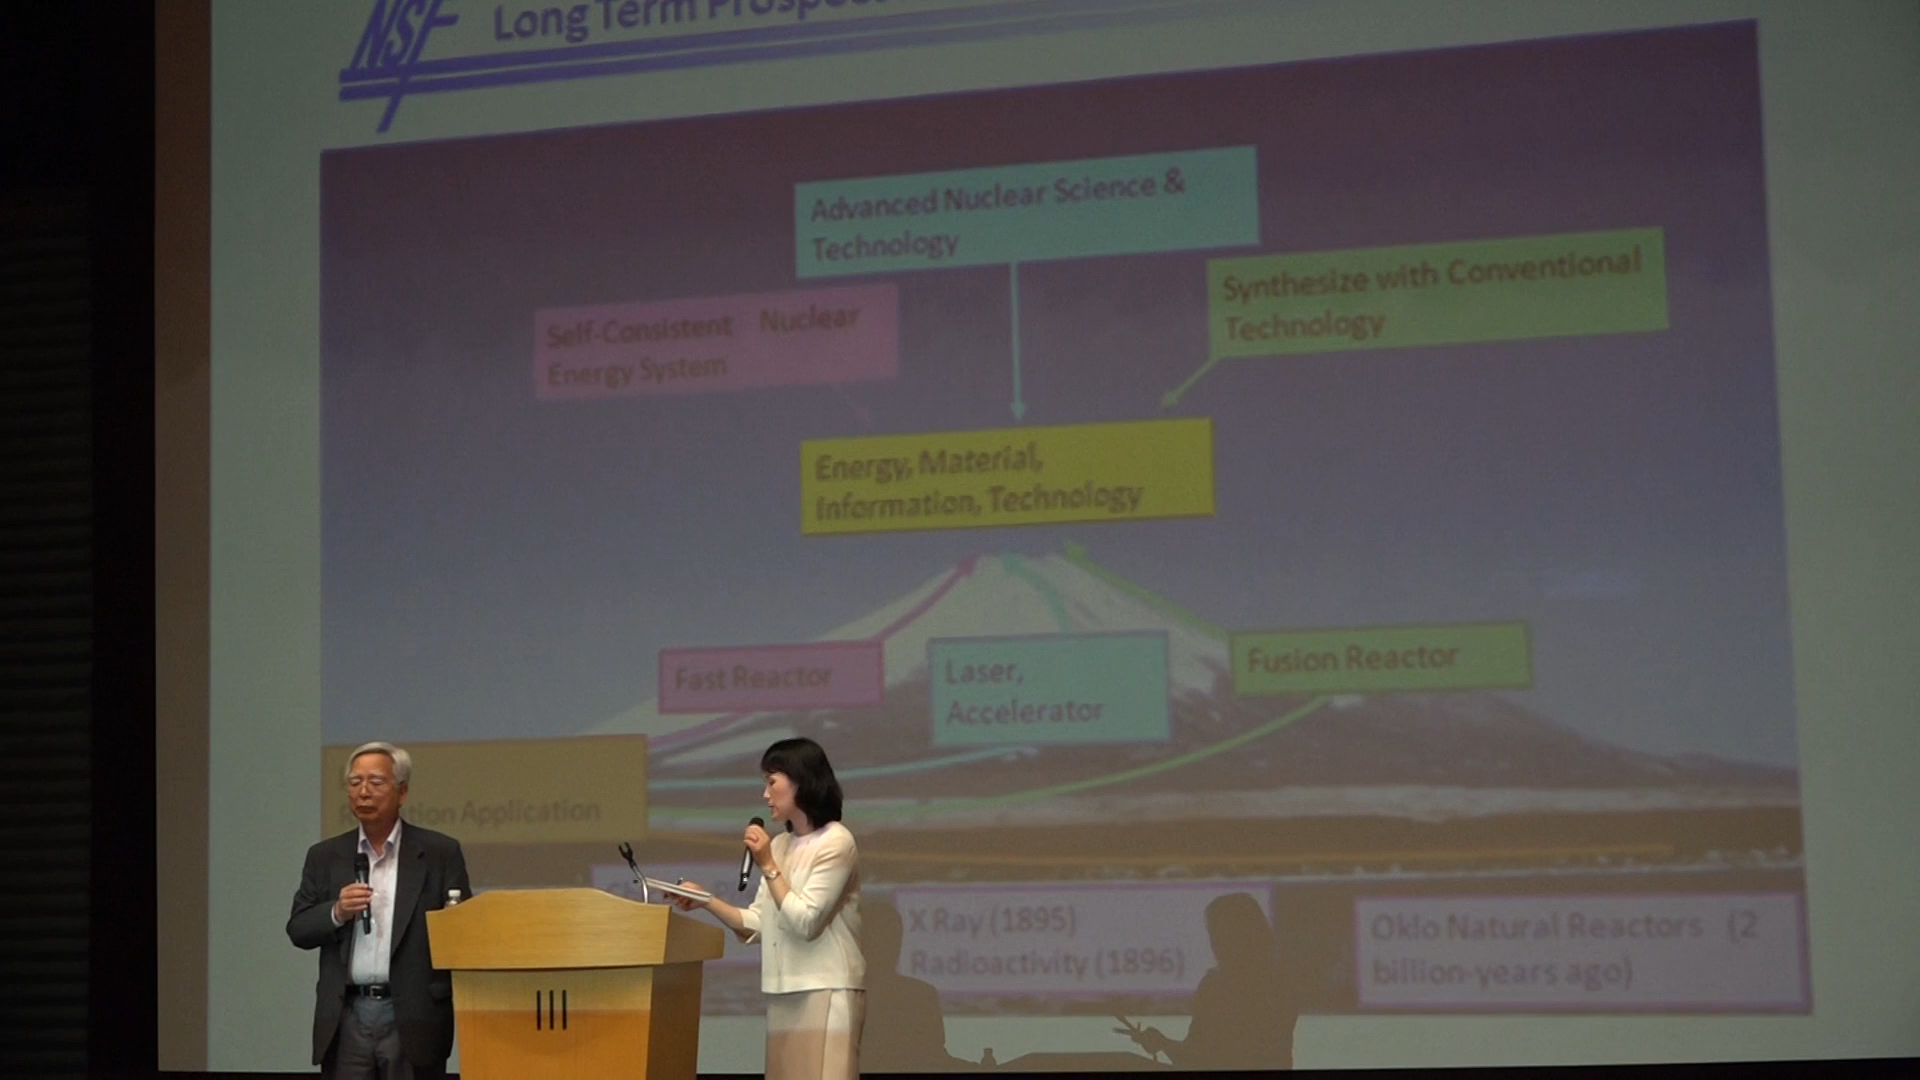 NSF
Long Term
Advanced Nuclear Science &
Technology
Synthesize with Conventional
Technology
Self-Consistent Nuclear
Energy System
Energy, Material,
Information, Technology
Fast Reactor
Laser,
Accelerator
Fusion Reactor
Application
X Ray (1895)
Radioactivity (1896)
Oklo Natural Reactors (2
billion-years ago)